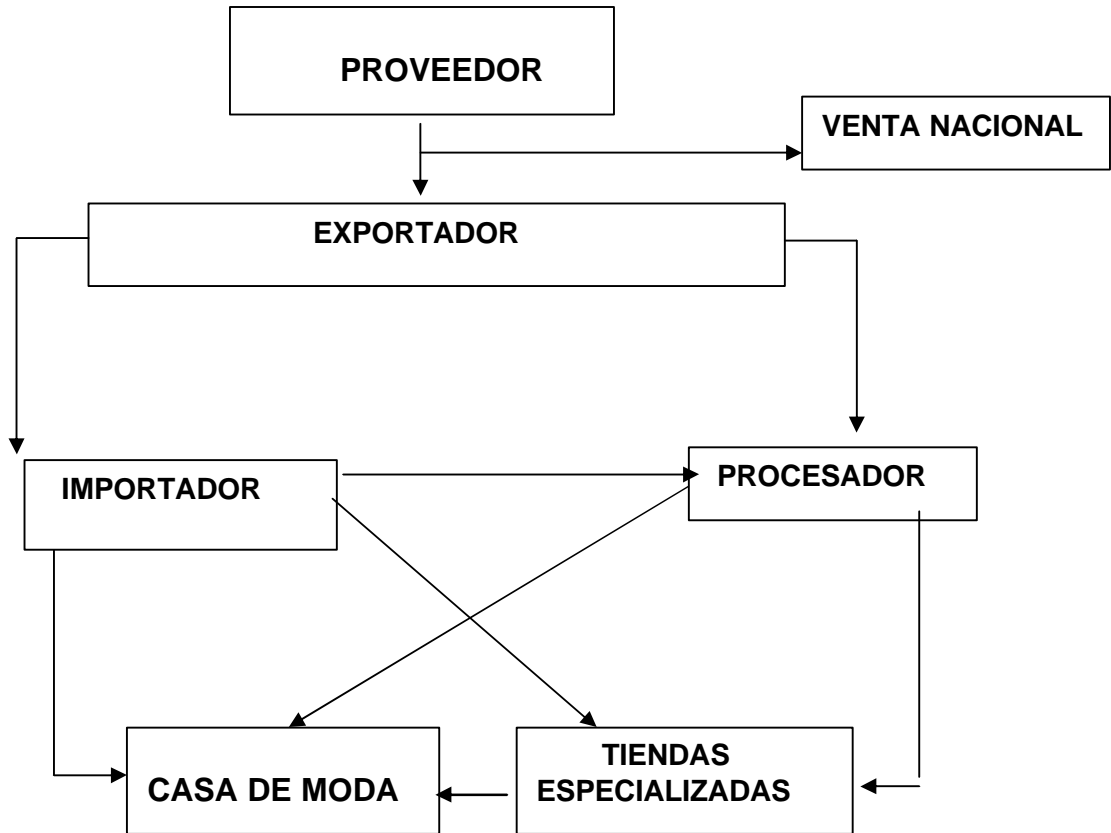 PROVEEDOR
VENTA NACIONAL
EXPORTADOR
IMPORTADOR
PROCESADOR
CASA DE MODA
TIENDAS
ESPECIALIZADAS